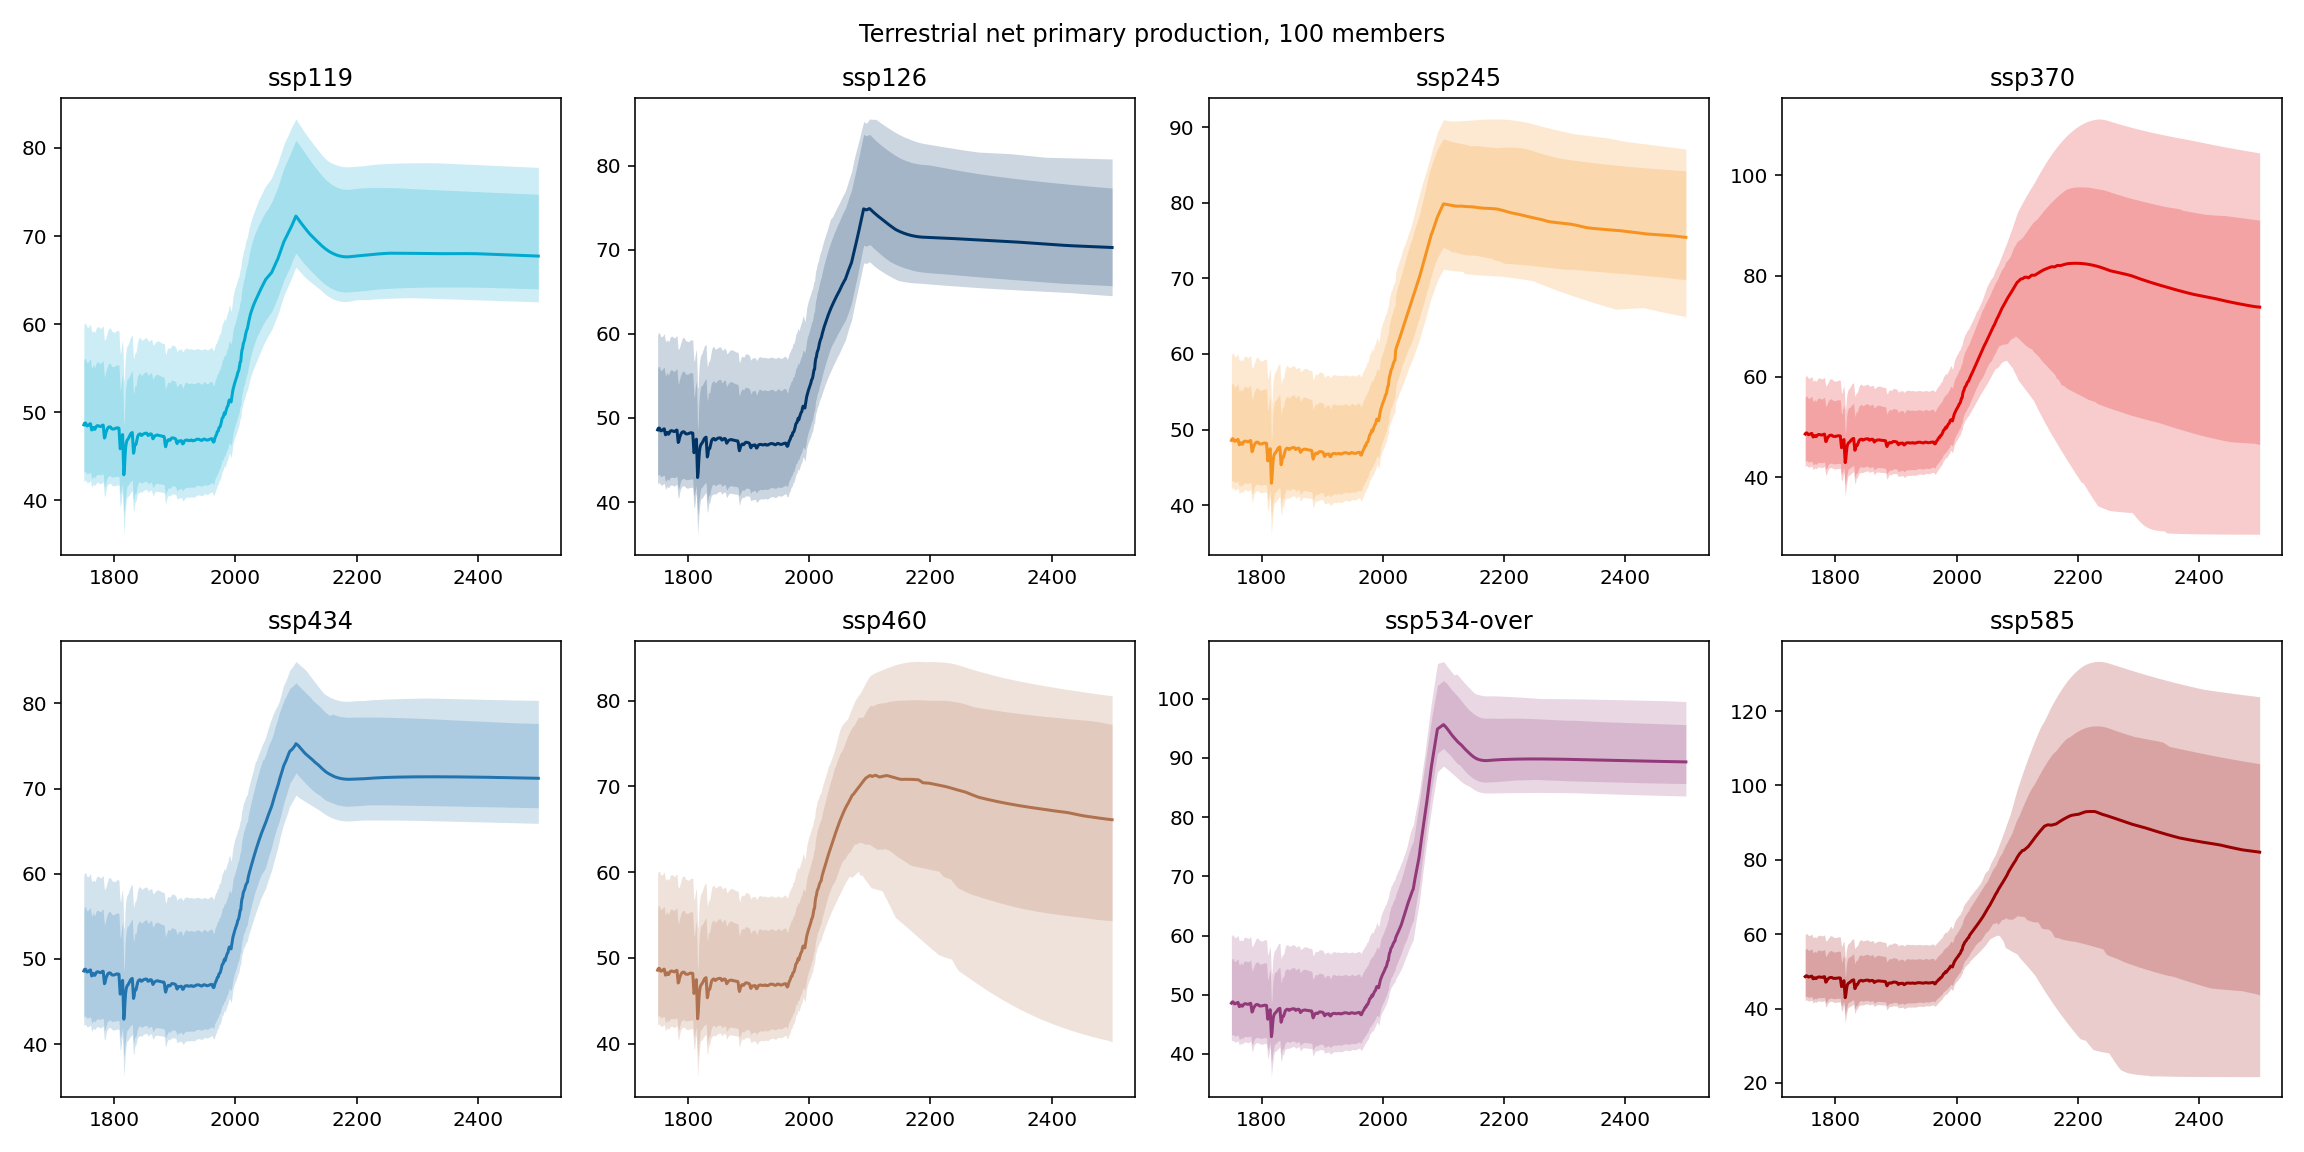 Terrestrial net primary production, 100 members
ssp119 ssp126 ssp245 ssp370
80 70 60 50 40
80 70 60 50 40
90 80 70 60 50 40
100 80 60 40
1800 2000 2200 2400 1800 2000 2200 2400 1800 2000 2200 2400 1800 2000 2200 2400
ssp434 ssp460 ssp534-over ssp585
80 70 60 50 40
80 70 60 50 40
100 90 80 70 60 50 40
120 100 80 60 40 20
1800 2000 2200 2400 1800 2000 2200 2400 1800 2000 2200 2400 1800 2000 2200 2400